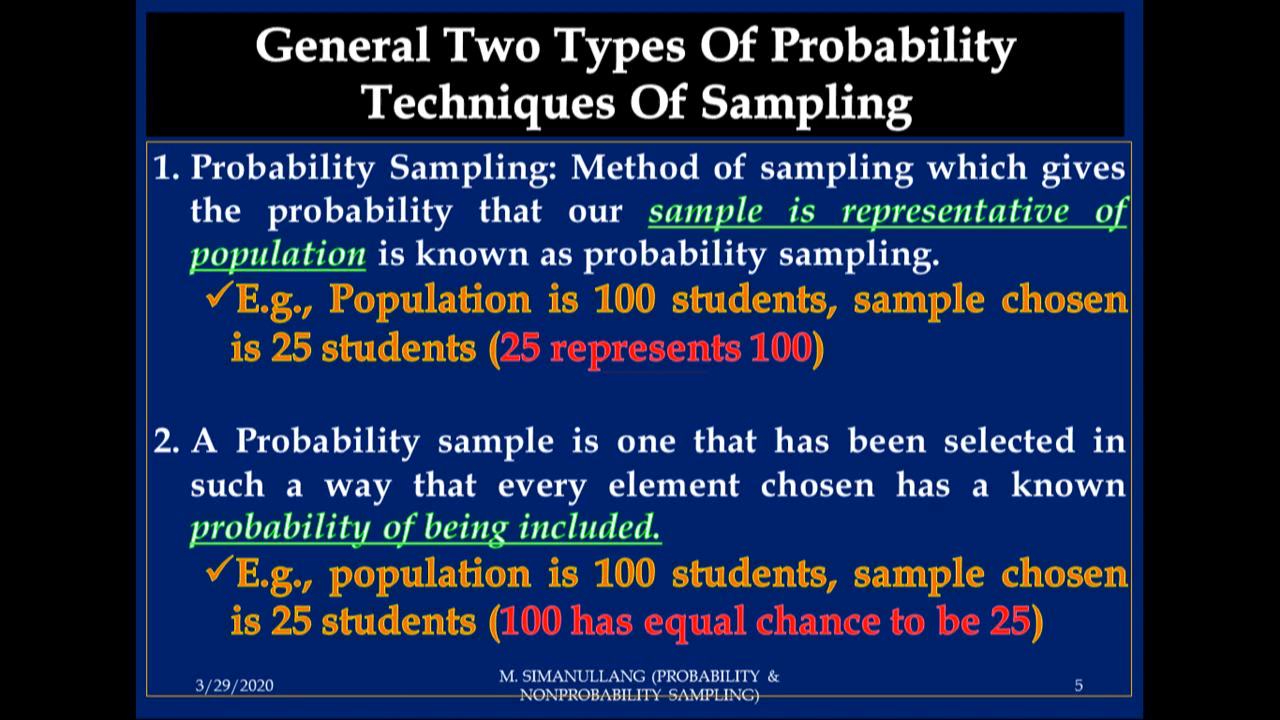 General Two Types Of Probability
Techniques Of Sampling
1. Probability Sampling: Method of sampling which gives
the probability that our sample is representative of
population is known as probability sampling.
✓E.g., Population is 100 students, sample chosen
is 25 students (25 represents 100)
2. A Probability sample is one that has been selected in
such a way that every element chosen has a known
probability of being included.
✓E.g., population is 100 students, sample chosen
is 25 students (100 has equal chance to be 25)
3/29/2020
M. SIMANULLANG (PROBABILITY &
NONPROBABILITY SAMPLING)
5